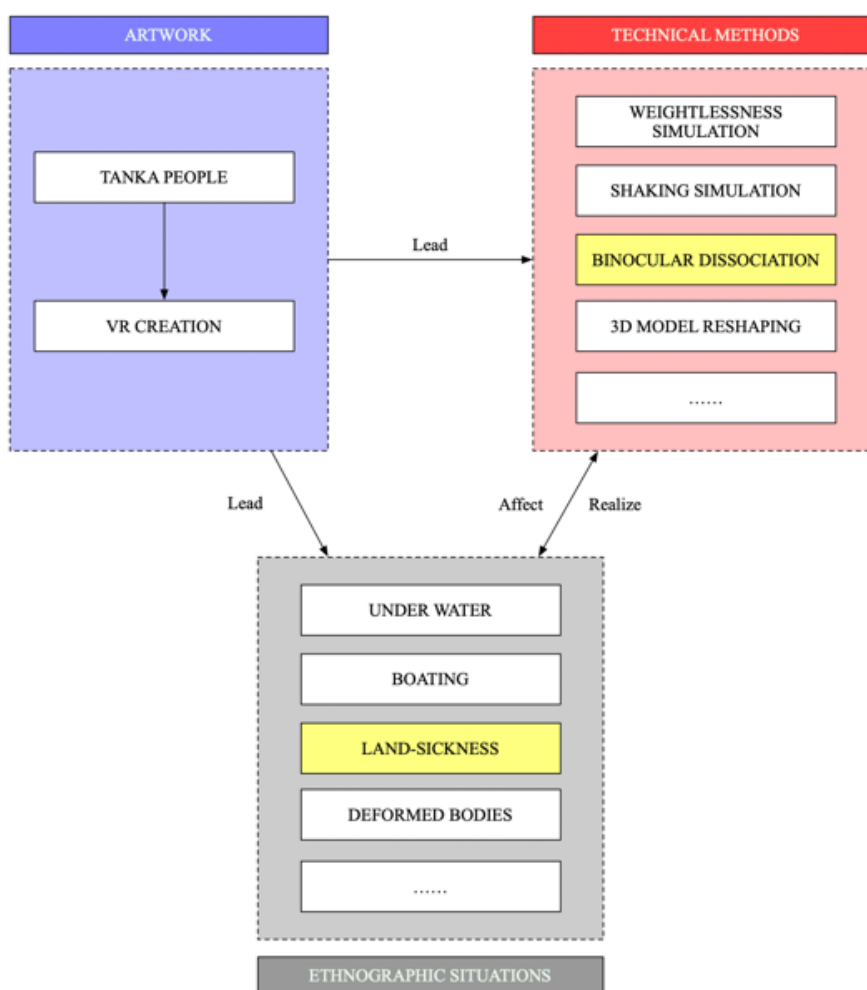 ARTWORK
TECHNICAL METHODS
TANKA PEOPLE
VR CREATION
Lead
WEIGHTLESSNESS
SIMULATION
SHAKING SIMULATION
BINOCULAR DISSOCIATION
3D MODEL RESHAPING
......
Lead
Affect
Realize
UNDER WATER
BOATING
LAND-SICKNESS
DEFORMED BODIES
......
ETHNOGRAPHIC SITUATIONS